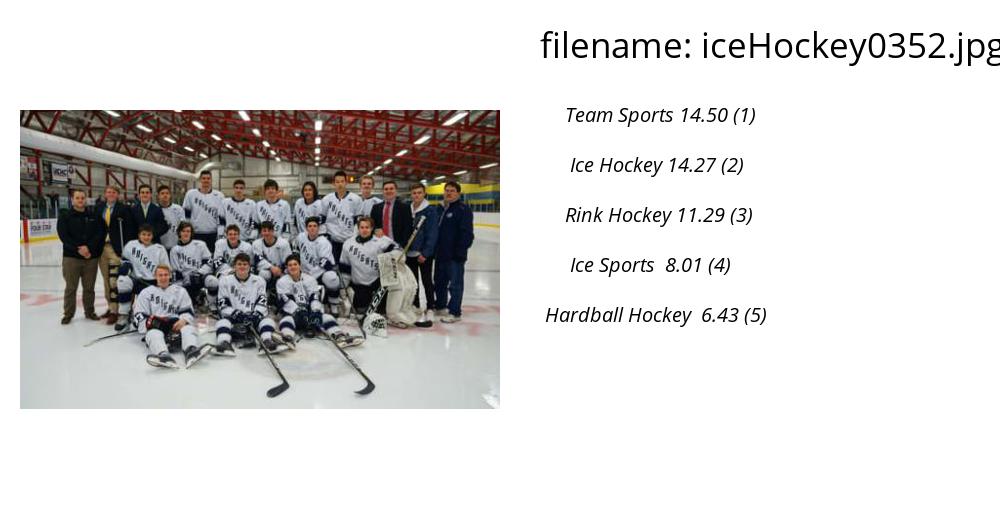 filename: iceHockey0352.jpg
Team Sports 14.50 (1)
Ice Hockey 14.27 (2)
Rink Hockey 11.29 (3)
Ice Sports 8.01 (4)
Hardball Hockey 6.43 (5)
KNIGHTS